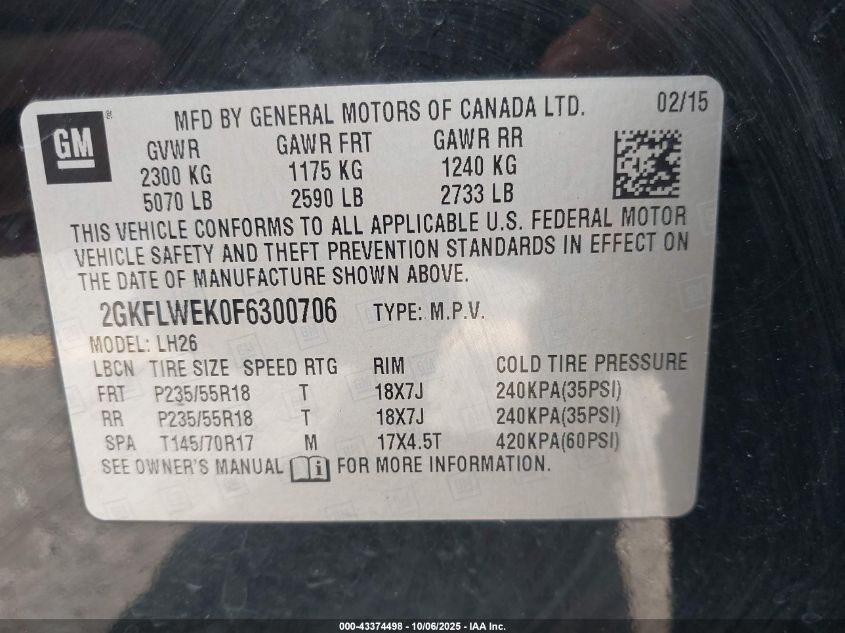 GM
MFD BY GENERAL MOTORS OF CANADA LTD. 02/15
GVWR GAWR FRT GAWR RR
2300 KG 1175 KG 1240 KG
5070 LB 2590 LB 2733 LB
THIS VEHICLE CONFORMS TO ALL APPLICABLE U.S. FEDERAL MOTOR
VEHICLE SAFETY AND THEFT PREVENTION STANDARDS IN EFFECT ON
THE DATE OF MANUFACTURE SHOWN ABOVE.
2GKFLWEK0F6300706 TYPE: M.P.V.
MODEL: LH26
LBCN TIRE SIZE SPEED RTG RIM COLD TIRE PRESSURE
FRT P235/55R18 T 18X7J 240KPA(35PSI)
RR P235/55R18 T 18X7J 240KPA(35PSI)
SPA T145/70R17 M 17X4.5T 420KPA(60PSI)
SEE OWNER'S MANUAL FOR MORE INFORMATION.
000-43374498 - 10/06/2025 - IAA Inc.